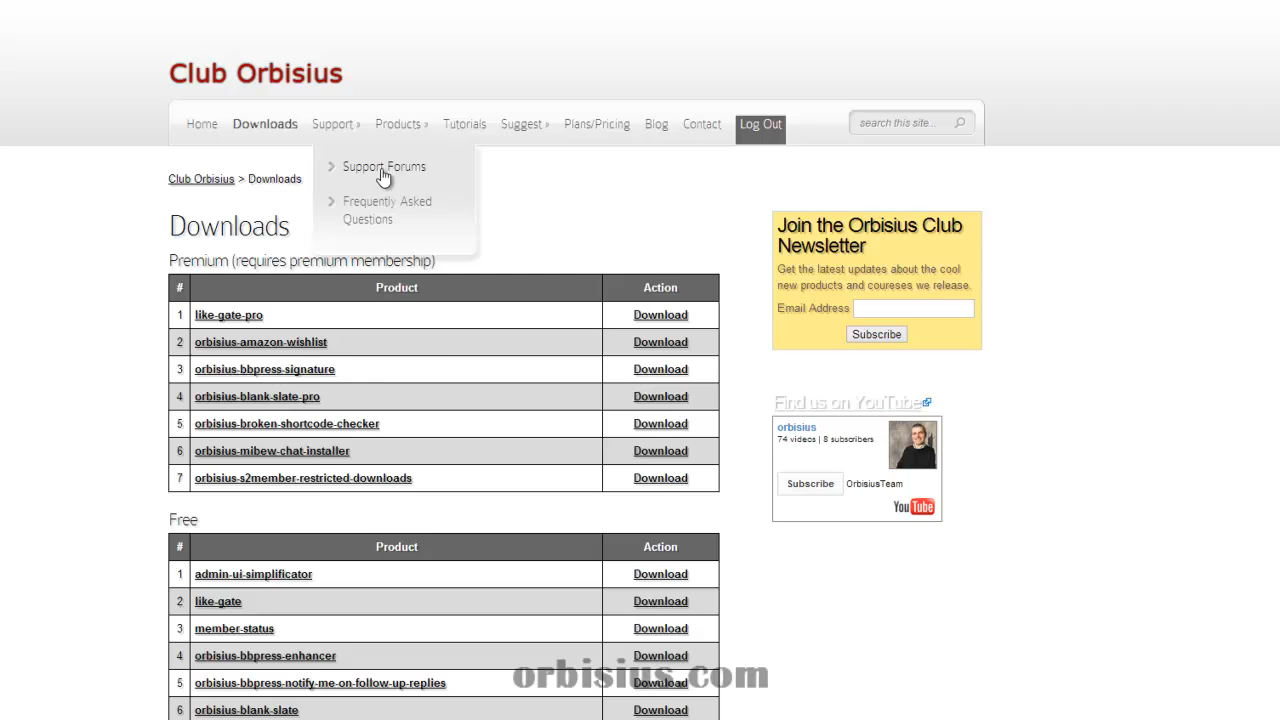 Club Orbisius
Home Downloads Support » Products » Tutorials Suggest » Plans/Pricing Blog Contact Log Out search this site...
Support Forums
Frequently Asked
Questions
Club Orbisius > Downloads
Downloads
Premium (requires premium membership)
# Product Action
1 like-gate-pro Download
2 orbisius-amazon-wishlist Download
3 orbisius-bbpress-signature Download
4 orbisius-blank-slate-pro Download
5 orbisius-broken-shortcode-checker Download
6 orbisius-mibew-chat-installer Download
7 orbisius-s2member-restricted-downloads Download
Free
# Product Action
1 admin-ui-simplificator Download
2 like-gate Download
3 member-status Download
4 orbisius-bbpress-enhancer Download
5 orbisius-bbpress-notify-me-on-follow-up-replies Download
6 orbisius-blank-slate Download
Join the Orbisius Club
Newsletter
Get the latest updates about the cool
new products and coureses we release.
Email Address
Subscribe
Find us on YouTube
orbisius
74 videos | 8 subscribers
Subscribe OrbisiusTeam
You Tube
orbisius.com